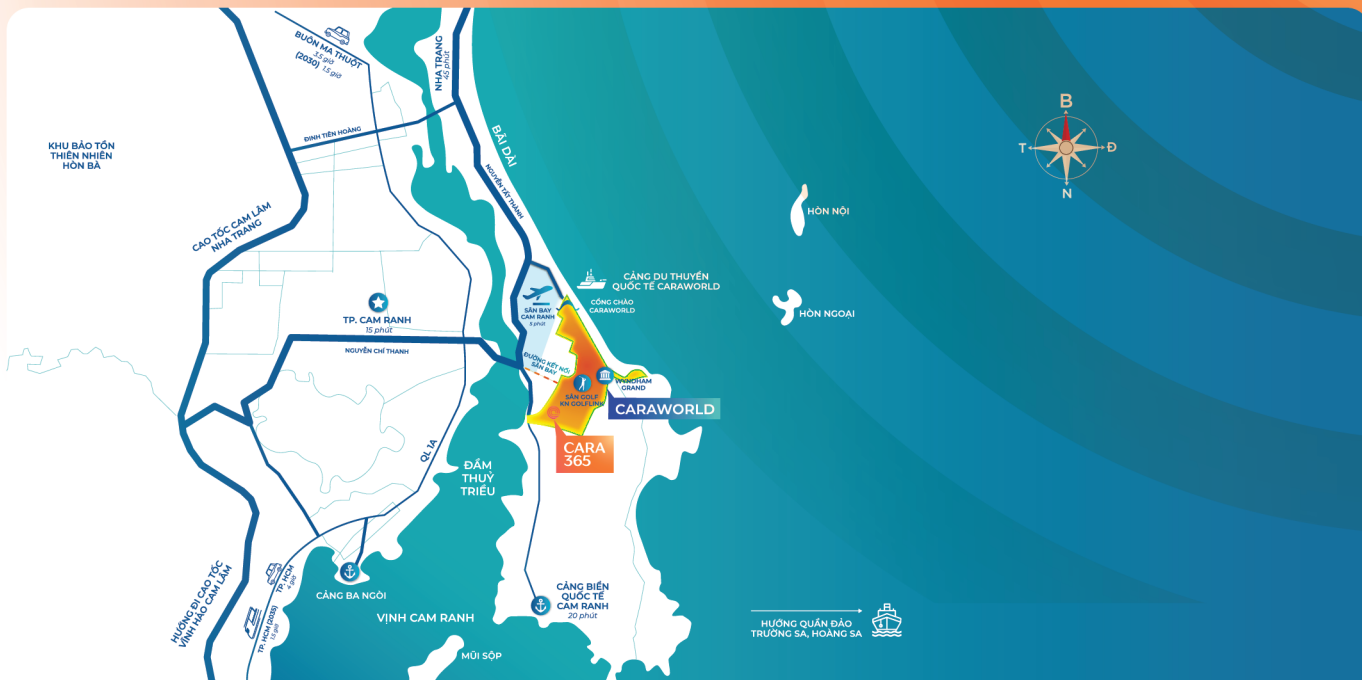 BUÔN MA THUỘT
3.5 giờ
(2030) 1.5 giờ
NHA TRANG
45 phút
ĐINH TIÊN HOÀNG
BÃI DÀI
KHU BẢO TỒN
THIÊN NHIÊN
HÒN BÀ
NGUYỄN TẤT THÀNH
CAO TỐC CAM LÂM
NHA TRANG
B
T
Đ
N
HÒN NỘI
CẢNG DU THUYỀN
QUỐC TẾ CARAWORLD
CỔNG CHÀO
CARAWORLD
SÂN BAY
CAM RANH
8 phút
HÒN NGOẠI
TP. CAM RANH
15 phút
NGUYỄN CHÍ THANH
ĐƯỜNG KẾT NỐI
SÂN BAY
WYNDHAM
GRAND
SÂN GOLF
KN GOLFLINK
CARAWORLD
CARA
365
QL 1A
ĐẦM
THUỶ
TRIỀU
HƯỚNG ĐI CAO TỐC
VĨNH HẢO CAM LÂM
TP. HCM
4 giờ
TP. HCM (2035)
1.5 giờ
CẢNG BA NGÒI
CẢNG BIỂN
QUỐC TẾ
CAM RANH
20 phút
VỊNH CAM RANH
MŨI SỘP
HƯỚNG QUẦN ĐẢO
TRƯỜNG SA, HOÀNG SA